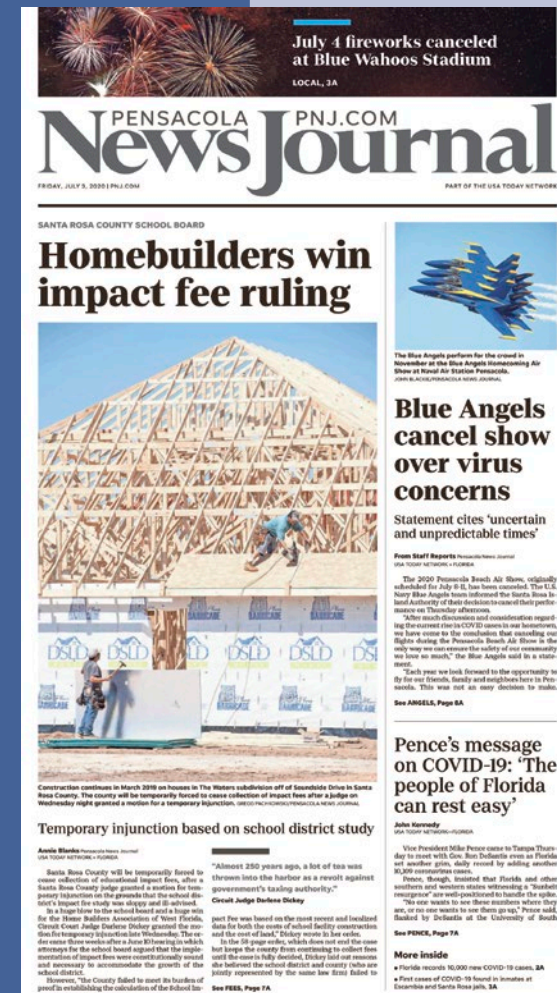 July 4 fireworks canceled
at Blue Wahoos Stadium
LOCAL, 3A
PENSACOLA
PNJ.COM
News Journal
FRIDAY, JULY 3, 2020 | PNJ.COM
PART OF THE USA TODAY NETWORK
SANTA ROSA COUNTY SCHOOL BOARD
Homebuilders win
impact fee ruling
Construction continues in March 2018 on houses in The Waters subdivision off of Soundside Drive in Santa
Rosa County. The county will be temporarily forced to cease collection of impact fees after a judge on
Wednesday night granted a motion for a temporary injunction. GREGG PACHKOWSKI/PENSACOLA NEWS JOURNAL
Temporary injunction based on school district study
Annie Blanks Pensacola News Journal
USA TODAY NETWORK – FLORIDA
Santa Rosa County will be temporarily forced to
cease collection of educational impact fees, after a
Santa Rosa County judge granted a motion for tem-
porary injunction on the grounds that the school dis-
trict's impact fee study was sloppy and ill-advised.
In a huge blow to the school board and a huge win
for the Home Builders Association of West Florida,
Circuit Court Judge Darlene Dickey granted the mo-
tion for temporary injunction late Wednesday. The or-
der came three weeks after a June 10 hearing in which
attorneys for the school board argued that the imple-
mentation of impact fees were constitutionally sound
and necessary to accommodate the growth of the
school district.
However, "the County failed to meet its burden of
proof in establishing the calculation of the School Im-
"Almost 250 years ago, a lot of tea was
thrown into the harbor as a revolt against
government's taxing authority."
Circuit Judge Darlene Dickey
pact Fee was based on the most recent and localized
data for both the costs of school facility construction
and the cost of land," Dickey wrote in her order.
In the 58-page order, which does not end the case
but keeps the county from continuing to collect fees
until the case is fully decided, Dickey laid out reasons
she believed the school district and county (who are
jointly represented by the same law firm) failed to
See FEES, Page 7A
The Blue Angels perform for the crowd in
November at the Blue Angels Homecoming Air
Show at Naval Air Station Pensacola.
JOHN BLACKIE/PENSACOLA NEWS JOURNAL
Blue Angels
cancel show
over virus
concerns
Statement cites 'uncertain
and unpredictable times'
From Staff Reports Pensacola News Journal
USA TODAY NETWORK – FLORIDA
The 2020 Pensacola Beach Air Show, originally
scheduled for July 8-11, has been canceled. The U.S.
Navy Blue Angels team informed the Santa Rosa Is-
land Authority of their decision to cancel their perfor-
mance on Thursday afternoon.
"After much discussion and consideration regard-
ing the current rise in COVID cases in our hometown,
we have come to the conclusion that canceling our
flights during the Pensacola Beach Air Show is the
only way we can ensure the safety of our community
we love so much," the Blue Angels said in a state-
ment.
"Each year we look forward to the opportunity to
fly for our friends, family and neighbors here in Pen-
sacola. This was not an easy decision to make
See ANGELS, Page 8A
Pence's message
on COVID-19: 'The
people of Florida
can rest easy'
John Kennedy
USA TODAY NETWORK–FLORIDA
Vice President Mike Pence came to Tampa Thurs-
day to meet with Gov. Ron DeSantis even as Florida
set another grim, daily record by adding another
10,109 coronavirus cases.
Pence, though, insisted that Florida and other
southern and western states witnessing a "Sunbelt
resurgence" are well-positioned to handle the spike.
"No one wants to see these numbers where they
are, or no one wants to see them go up," Pence said,
flanked by DeSantis at the University of South
See PENCE, Page 7A
More inside
Florida records 10,000 new COVID-19 cases, 2A
First cases of COVID-19 found in inmates at
Escambia and Santa Rosa jails, 3A